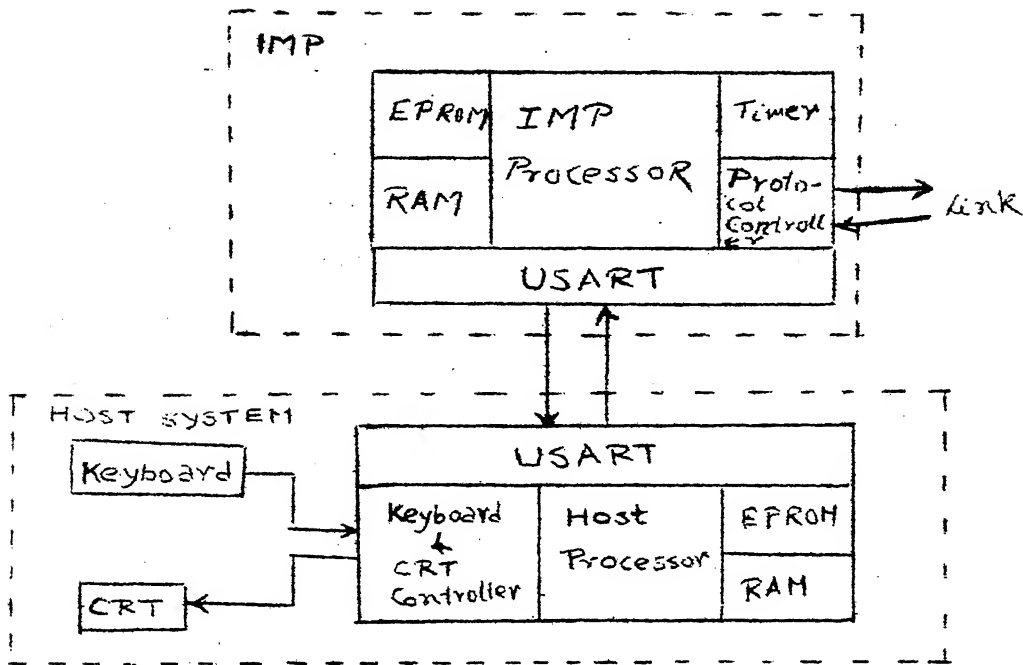 IMP
EPROM
IMP
Processor
Timer
RAM
Proto-
col
Controll
er
Link
USART
HOST SYSTEM
USART
Keyboard
Keyboard
&
CRT
Controller
Host
Processor
EPROM
RAM
CRT